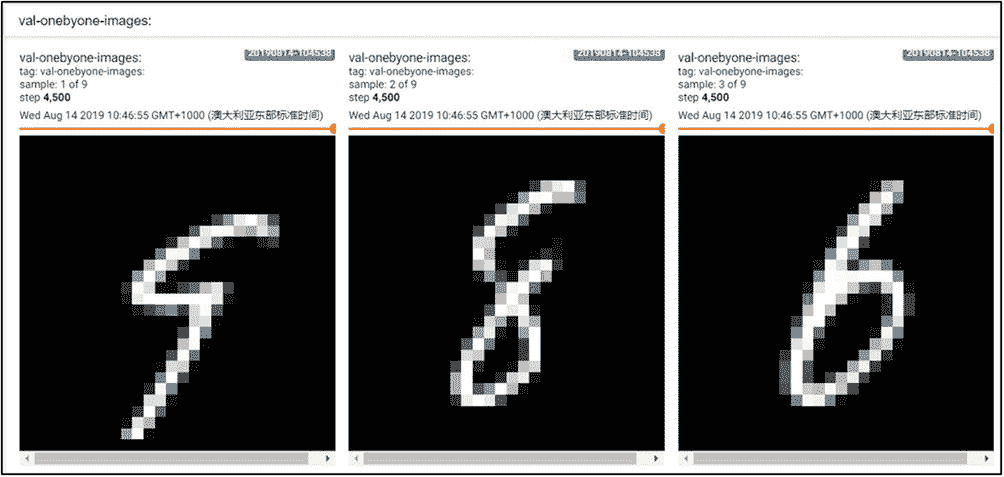 val-onebyone-images:
val-onebyone-images:
20190814-104538
tag: val-onebyone-images:
sample: 1 of 9
step 4,500
Wed Aug 14 2019 10:46:55 GMT+1000 (澳大利亚东部标准时间)
val-onebyone-images:
20190814-104538
tag: val-onebyone-images:
sample: 2 of 9
step 4,500
Wed Aug 14 2019 10:46:55 GMT+1000 (澳大利亚东部标准时间)
val-onebyone-images:
20190814-104538
tag: val-onebyone-images:
sample: 3 of 9
step 4,500
Wed Aug 14 2019 10:46:55 GMT+1000 (澳大利亚东部标准时间)
9
8
6